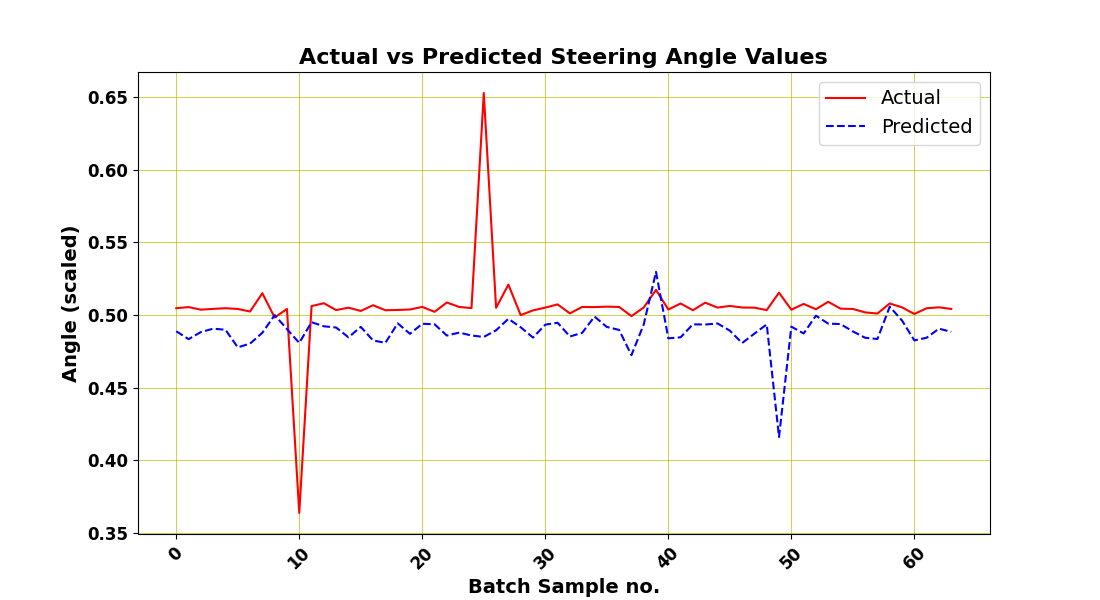 Actual vs Predicted Steering Angle Values
Actual
Predicted
Angle (scaled)
0.65
0.60
0.55
0.50
0.45
0.40
0.35
0 10 20 30 40 50 60
Batch Sample no.